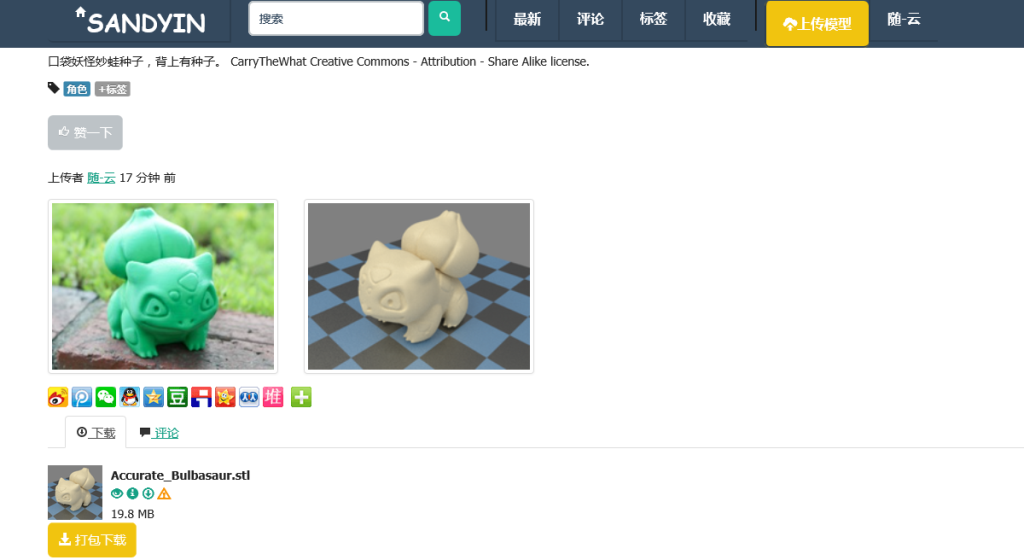 SANDYIN
搜索
最新
评论
标签
收藏
上传模型
随-云
口袋妖怪妙蛙种子，背上有种子。 CarryTheWhat Creative Commons - Attribution - Share Alike license.
角色 +标签
赞一下
上传者 随-云 17 分钟 前
豆
堆
下载
评论
Accurate_Bulbasaur.stl
19.8 MB
打包下载